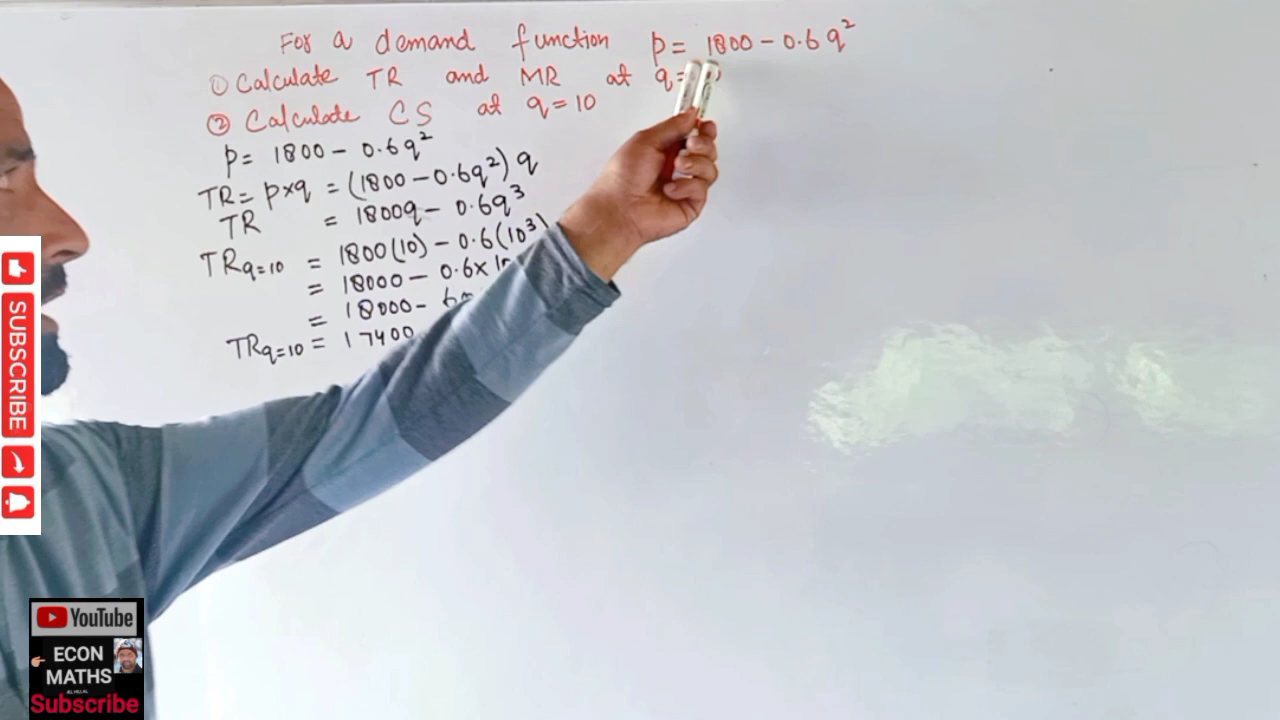 For a demand function p = 1800 - 0.6 q²
① Calculate TR and MR at q=
② Calculate CS at q = 10
p = 1800 - 0.6q²
TR = p×q = (1800 - 0.6q²) q
TR = 1800q - 0.6q³
TRq=10 = 1800(10) - 0.6(10³)
= 18000 - 0.6×10
= 18000 - 60
TRq=10 = 17400
SUBSCRIBE
YouTube
ECON
MATHS
Subscribe